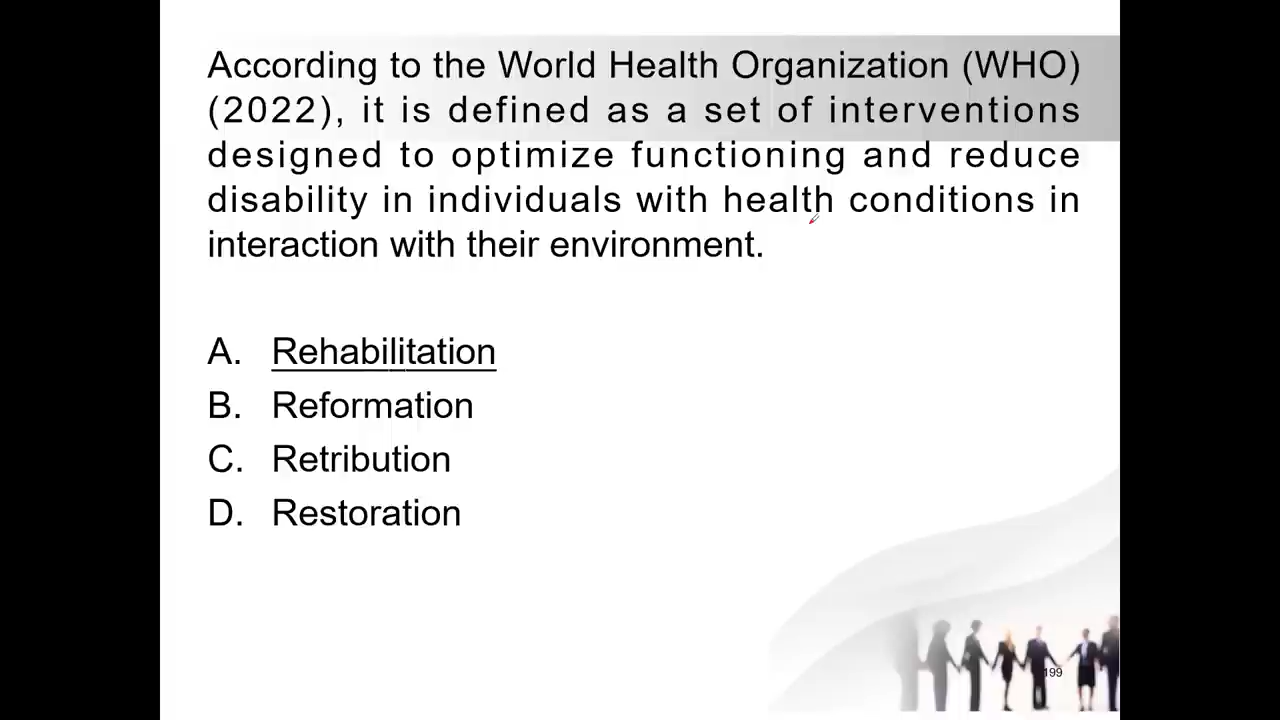 According to the World Health Organization (WHO)
(2022), it is defined as a set of interventions
designed to optimize functioning and reduce
disability in individuals with health conditions in
interaction with their environment.
A. Rehabilitation
B. Reformation
C. Retribution
D. Restoration
199